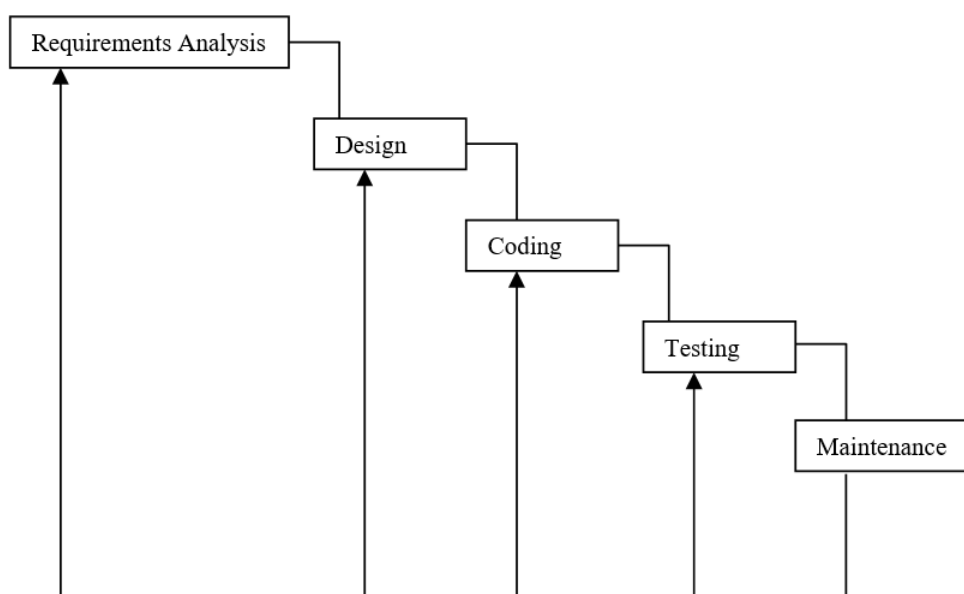 Requirements Analysis
Design
Coding
Testing
Maintenance